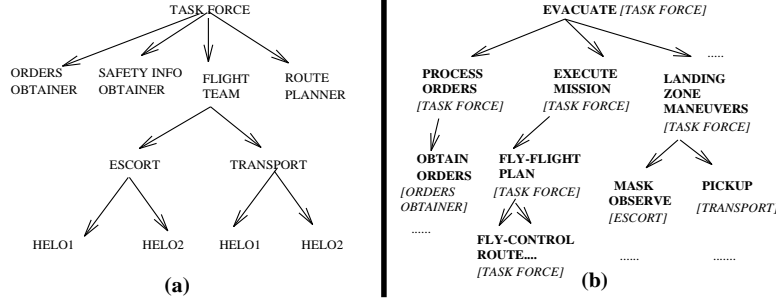 TASK FORCE
ORDERS
OBTAINER
SAFETY INFO
OBTAINER
FLIGHT
TEAM
ROUTE
PLANNER
ESCORT
TRANSPORT
HELO1
HELO2
HELO1
HELO2
(a)
EVACUATE [TASK FORCE]
.....
PROCESS
ORDERS
[TASK FORCE]
EXECUTE
MISSION
[TASK FORCE]
LANDING
ZONE
MANEUVERS
[TASK FORCE]
OBTAIN
ORDERS
[ORDERS
OBTAINER]
......
FLY-FLIGHT
PLAN
[TASK FORCE]
MASK
OBSERVE
[ESCORT]
PICKUP
[TRANSPORT]
FLY-CONTROL
ROUTE....
[TASK FORCE]
......
......
(b)